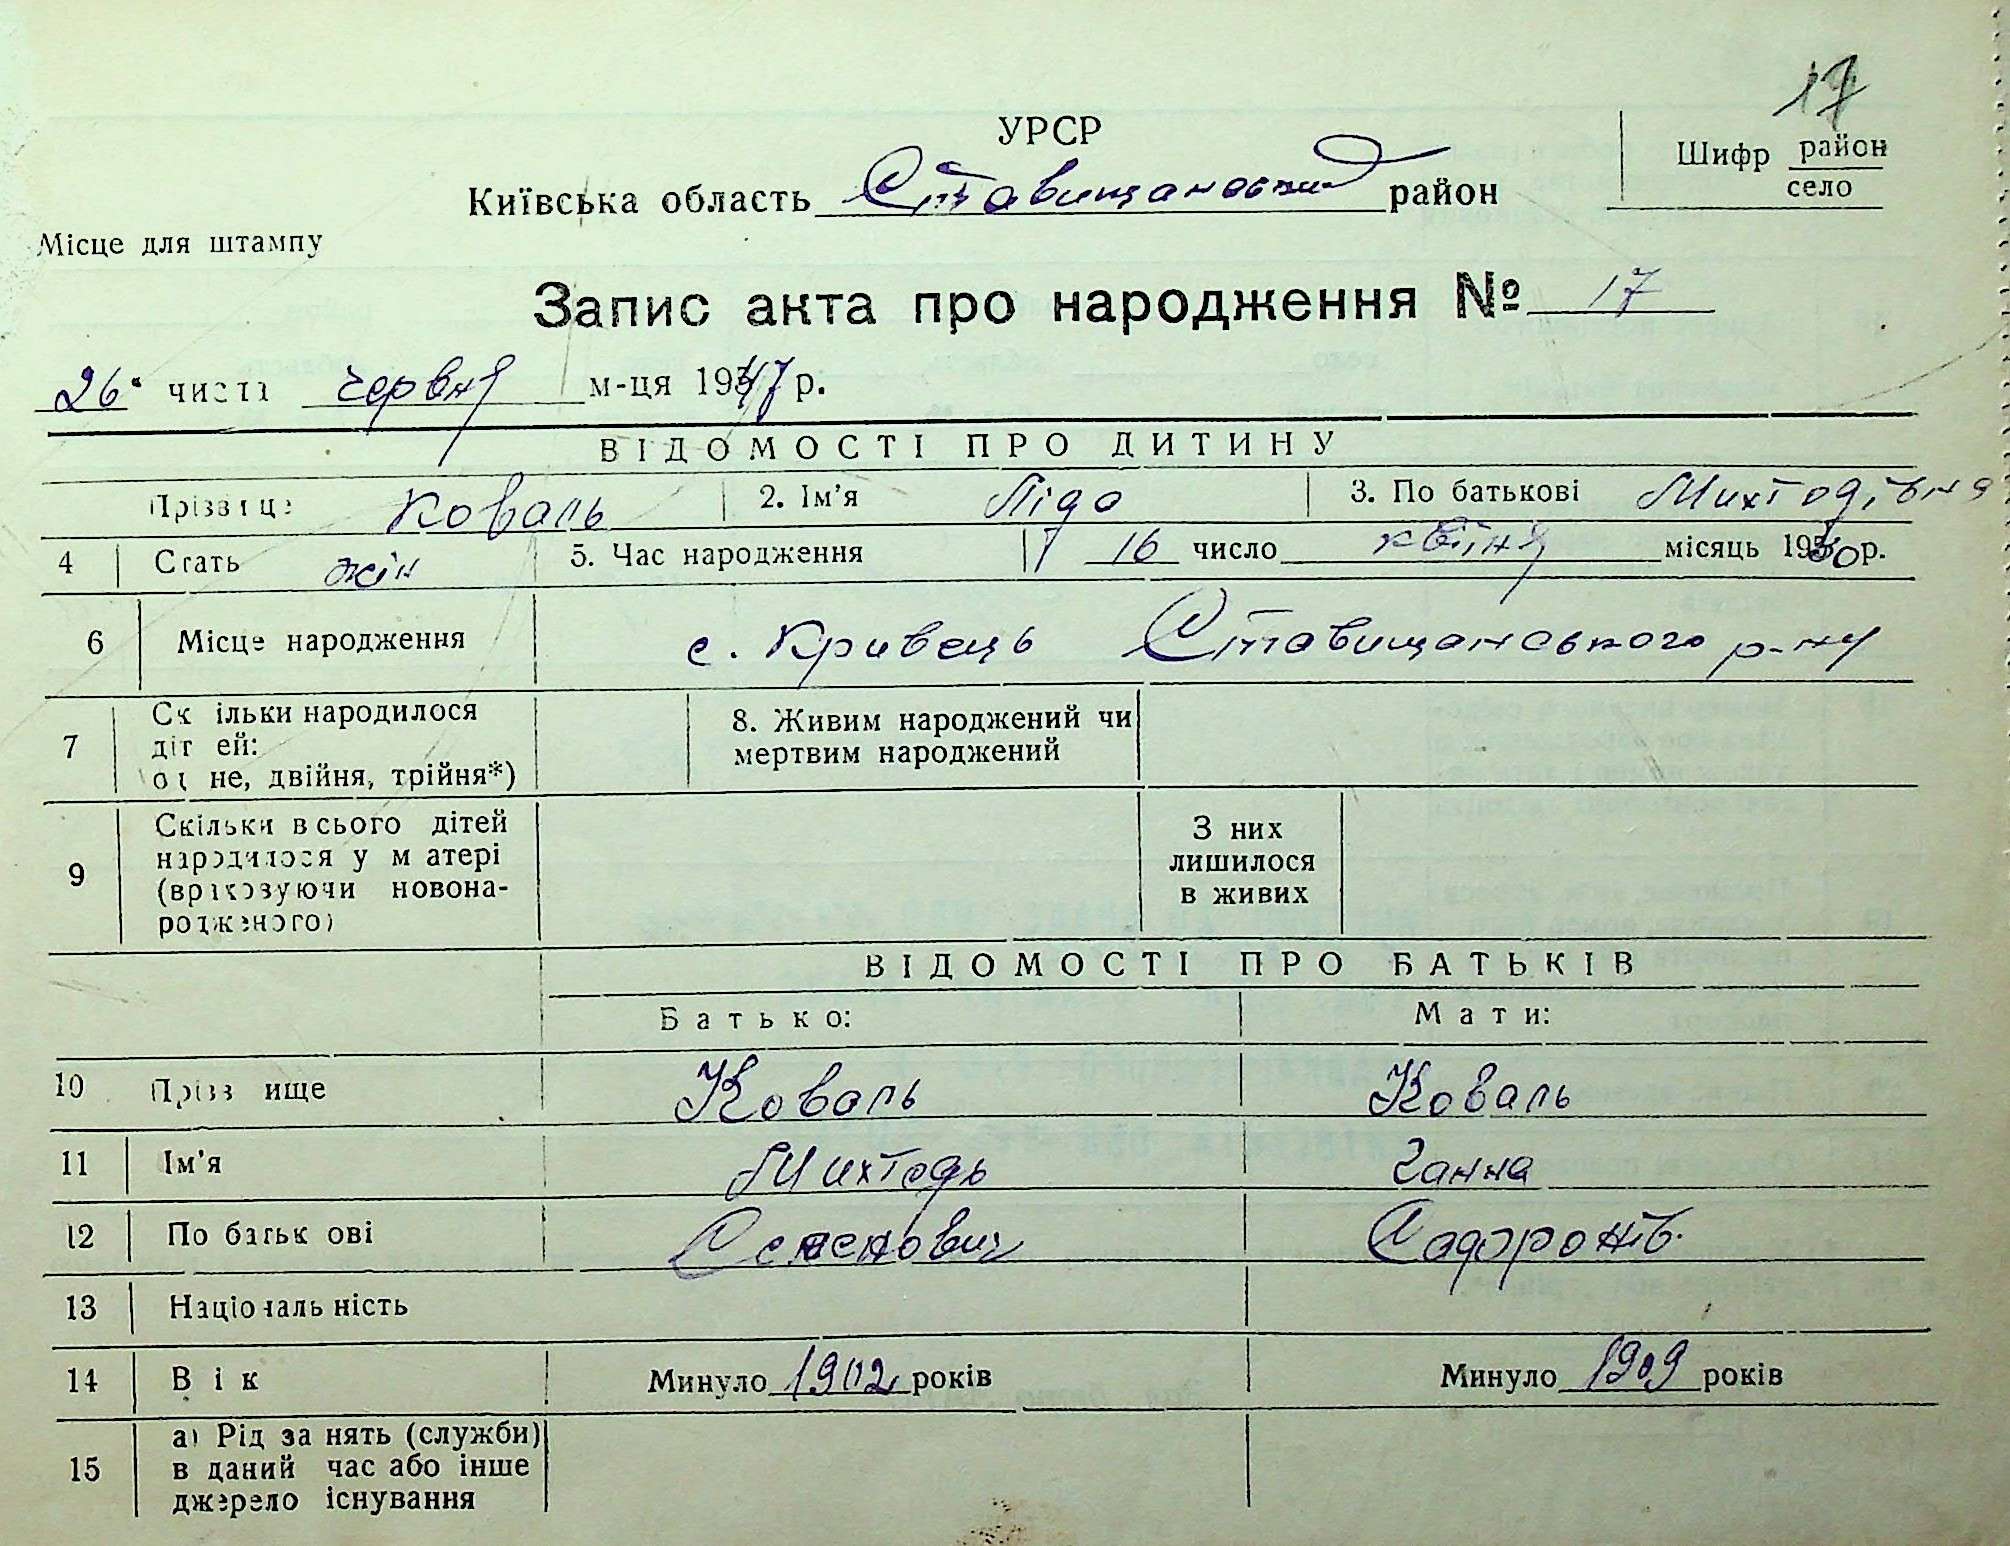 17
УРСР
Київська область Ставищанський район
Шифр район
село
Місце для штампу
Запис акта про народження № 17
26 числа червня м-ця 1947 р.
ВІДОМОСТІ ПРО ДИТИНУ
Прізвище Коваль 2. Ім'я Ліда 3. По батькові Михтодівна
4 Стать жін 5. Час народження 16 число квітня місяць 1930 р.
6 Місце народження с. Кривець Ставищанського р-ну
7 Скільки народилося дітей: одне, двійня, трійня*)
8. Живим народжений чи мертвим народжений
9 Скільки всього дітей народилося у матері (враховуючи новонародженого)
З них лишилося в живих
ВІДОМОСТІ ПРО БАТЬКІВ
Батько: Мати:
10 Прізвище Коваль Коваль
11 Ім'я Михтодь Ганна
12 По батькові Семенович Софронів.
13 Національність
14 Вік Минуло 1902 років Минуло 1909 років
15 а) Рід занять (служби) в даний час або інше джерело існування